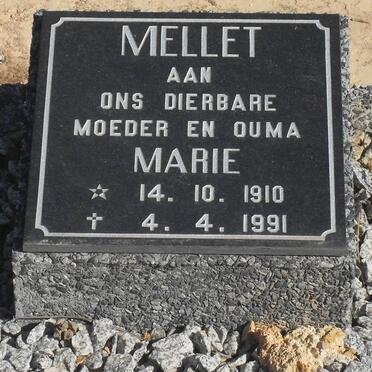 MELLET
AAN
ONS DIERBARE
MOEDER EN OUMA
MARIE
☆ 14. 10. 1910
✝ 4. 4. 1991